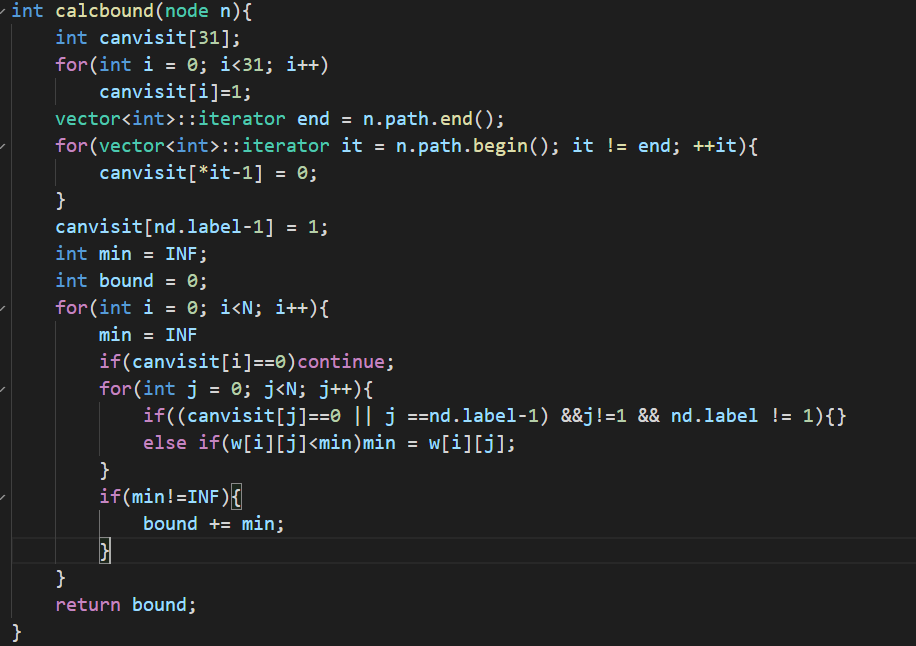 int calcbound(node n){
    int canvisit[31];
    for(int i = 0; i<31; i++)
        canvisit[i]=1;
    vector<int>::iterator end = n.path.end();
    for(vector<int>::iterator it = n.path.begin(); it != end; ++it){
        canvisit[*it-1] = 0;
    }
    canvisit[nd.label-1] = 1;
    int min = INF;
    int bound = 0;
    for(int i = 0; i<N; i++){
        min = INF
        if(canvisit[i]==0)continue;
        for(int j = 0; j<N; j++){
            if((canvisit[j]==0 || j ==nd.label-1) &&j!=1 && nd.label != 1){}
            else if(w[i][j]<min)min = w[i][j];
        }
        if(min!=INF){
            bound += min;
        }
    }
    return bound;
}